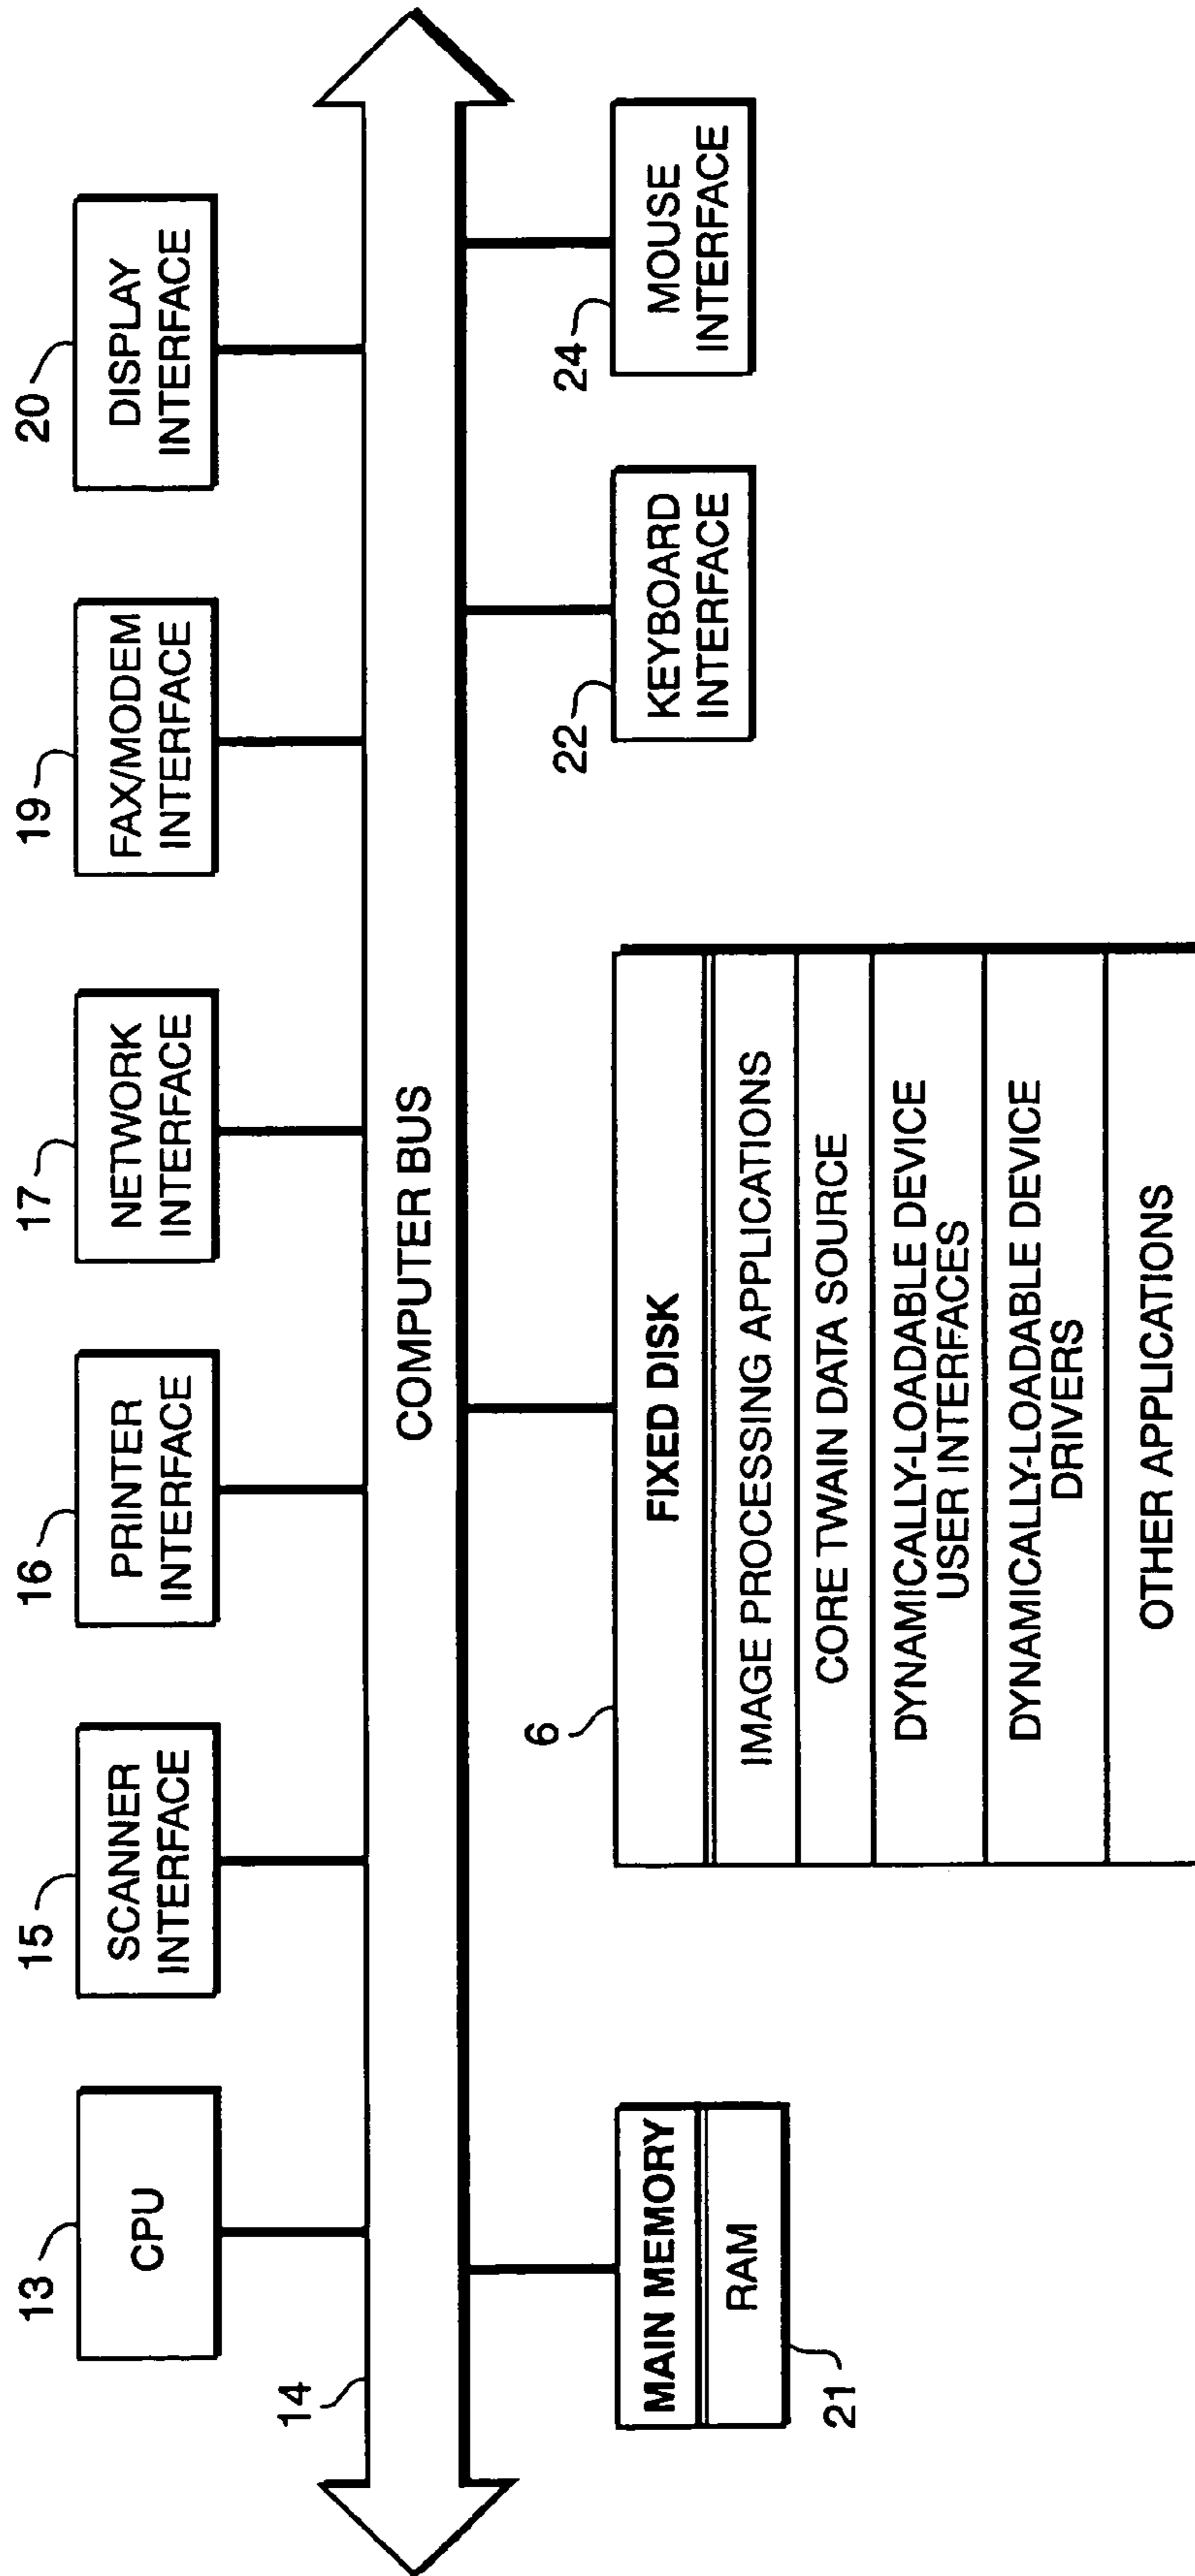 13
CPU
15
SCANNER
INTERFACE
16
PRINTER
INTERFACE
17
NETWORK
INTERFACE
19
FAX/MODEM
INTERFACE
20
DISPLAY
INTERFACE
14
COMPUTER BUS
MAIN MEMORY
RAM
21
6
FIXED DISK
IMAGE PROCESSING APPLICATIONS
CORE TWAIN DATA SOURCE
DYNAMICALLY-LOADABLE DEVICE
USER INTERFACES
DYNAMICALLY-LOADABLE DEVICE
DRIVERS
OTHER APPLICATIONS
22
KEYBOARD
INTERFACE
24
MOUSE
INTERFACE